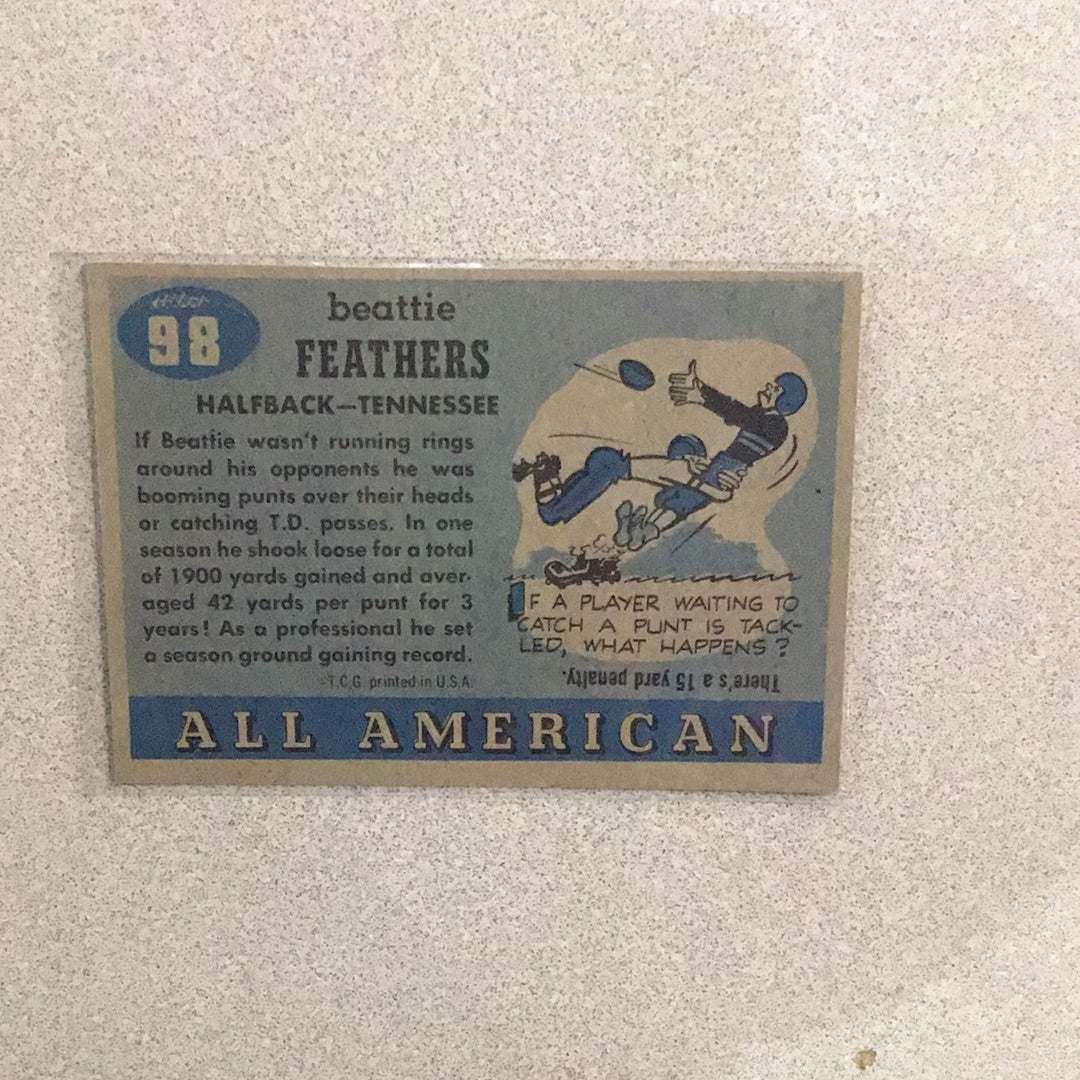 98
beattie
FEATHERS
HALFBACK—TENNESSEE
If Beattie wasn't running rings
around his opponents he was
booming punts over their heads
or catching T.D. passes. In one
season he shook loose for a total
of 1900 yards gained and aver-
aged 42 yards per punt for 3
years! As a professional he set
a season ground gaining record.
©T.C.G. printed in U.S.A.
IF A PLAYER WAITING TO
CATCH A PUNT IS TACK-
LED, WHAT HAPPENS?
There's a 15 yard penalty.
ALL AMERICAN